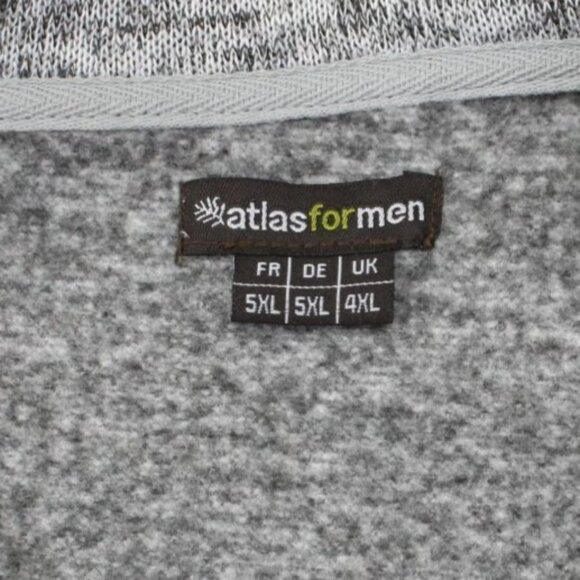 atlasformen
FR DE UK
5XL 5XL 4XL